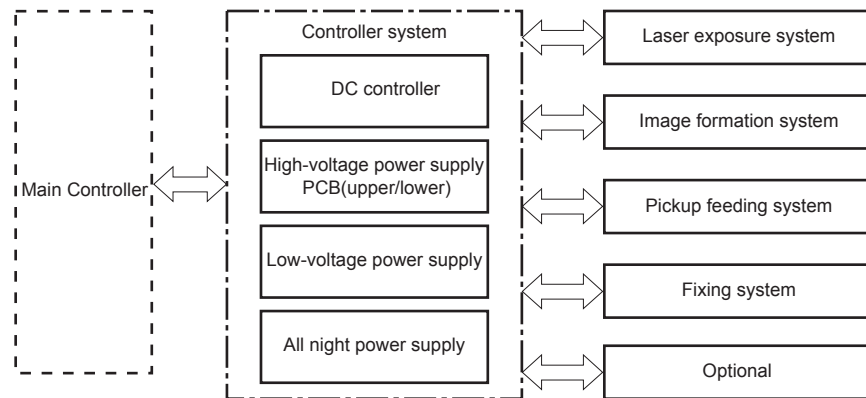 Main Controller
Controller system
DC controller
High-voltage power supply
PCB(upper/lower)
Low-voltage power supply
All night power supply
Laser exposure system
Image formation system
Pickup feeding system
Fixing system
Optional